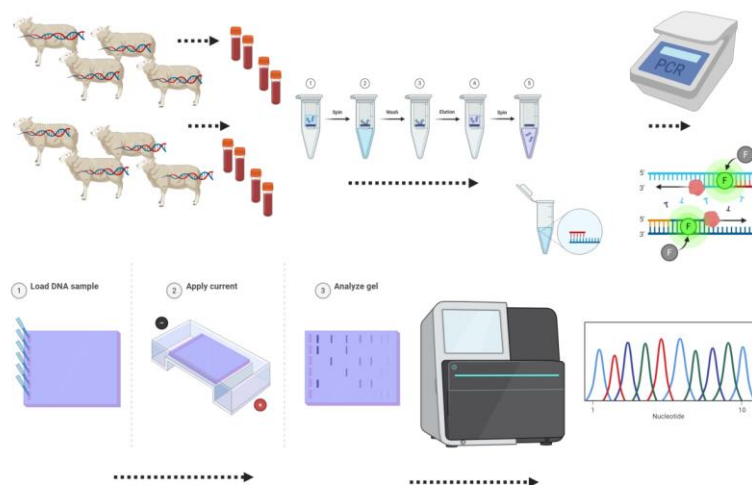 1 2 3 4 5
Spin Wash Elution Spin
PCR
F
5'
F
3'
5'
F
3'
F
1 Load DNA sample
2 Apply current
3 Analyze gel
1 10
Nucleotide